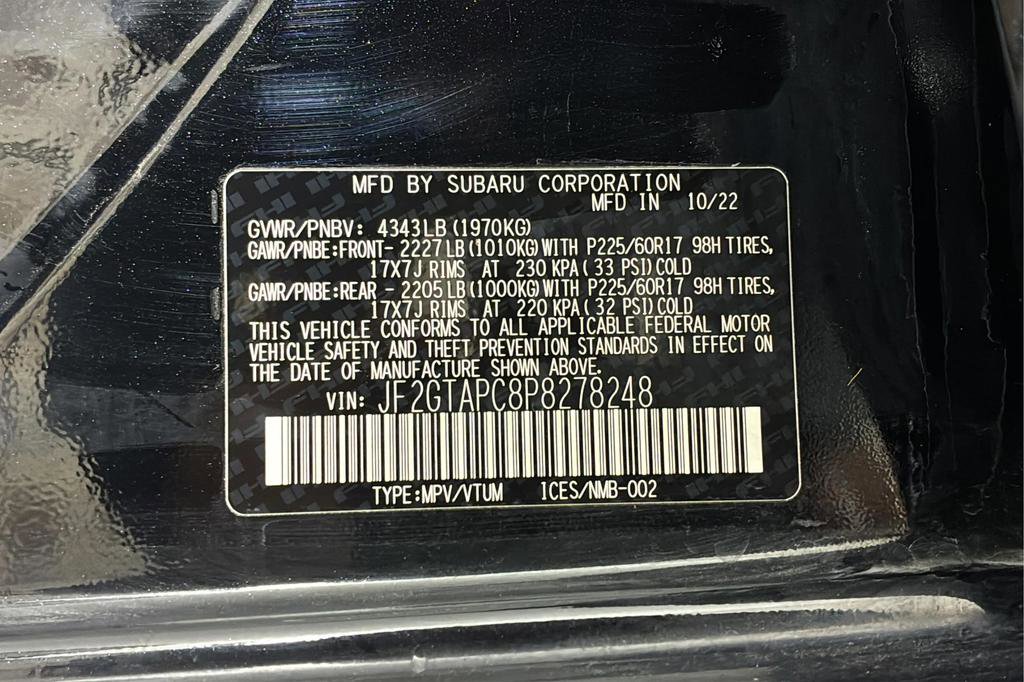 MFD BY SUBARU CORPORATION
MFD IN 10/22
GVWR/PNBV: 4343LB (1970KG)
GAWR/PNBE:FRONT- 2227LB (1010KG) WITH P225/60R17 98H TIRES,
17X7J RIMS AT 230 KPA ( 33 PSI) COLD
GAWR/PNBE:REAR - 2205LB (1000KG) WITH P225/60R17 98H TIRES,
17X7J RIMS AT 220 KPA ( 32 PSI) COLD
THIS VEHICLE CONFORMS TO ALL APPLICABLE FEDERAL MOTOR
VEHICLE SAFETY AND THEFT PREVENTION STANDARDS IN EFFECT ON
THE DATE OF MANUFACTURE SHOWN ABOVE.
VIN: JF2GTAPC8P8278248
TYPE:MPV/VTUM 1CES/NMB-002